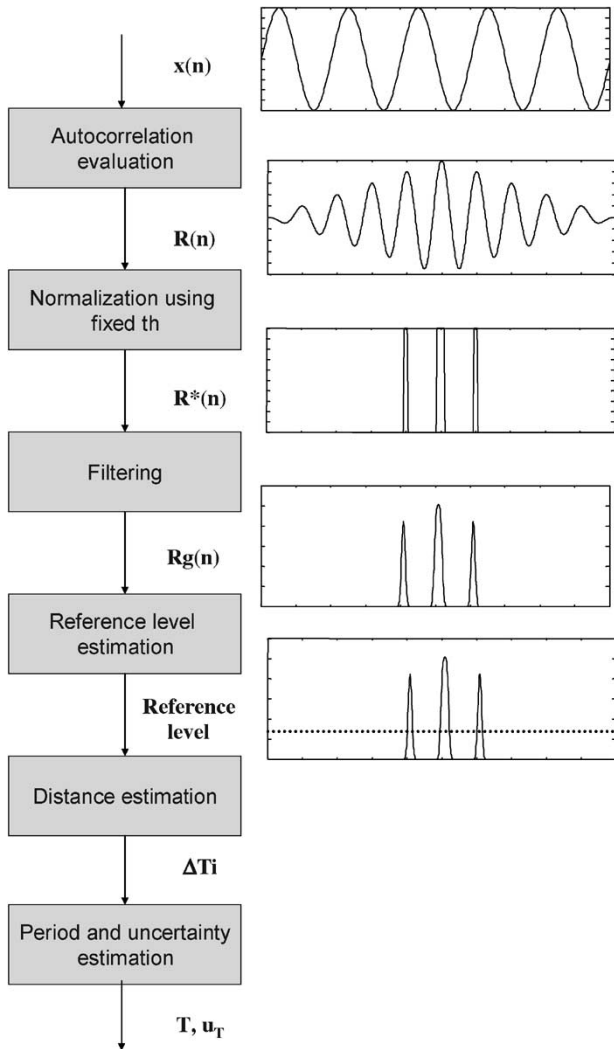 x(n)
Autocorrelation
evaluation
R(n)
Normalization using
fixed th
R*(n)
Filtering
Rg(n)
Reference level
estimation
Reference
level
Distance estimation
ΔTi
Period and uncertainty
estimation
T, u_T